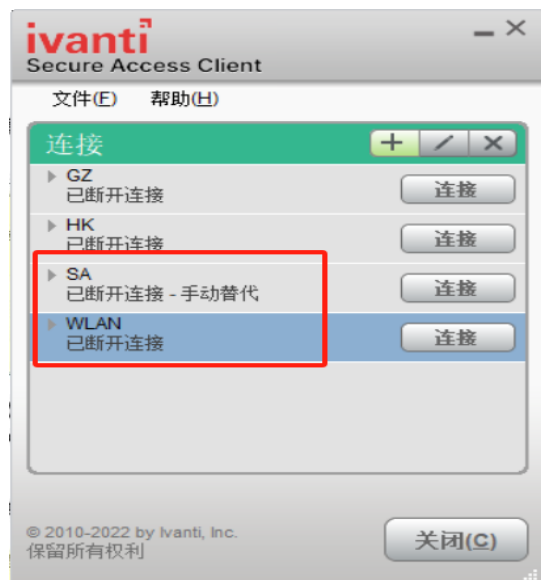 ivanti
Secure Access Client
文件(F) 帮助(H)
连接
GZ
已断开连接
连接
HK
已断开连接
连接
SA
已断开连接 - 手动替代
连接
WLAN
已断开连接
连接
© 2010-2022 by Ivanti, Inc.
保留所有权利
关闭(C)